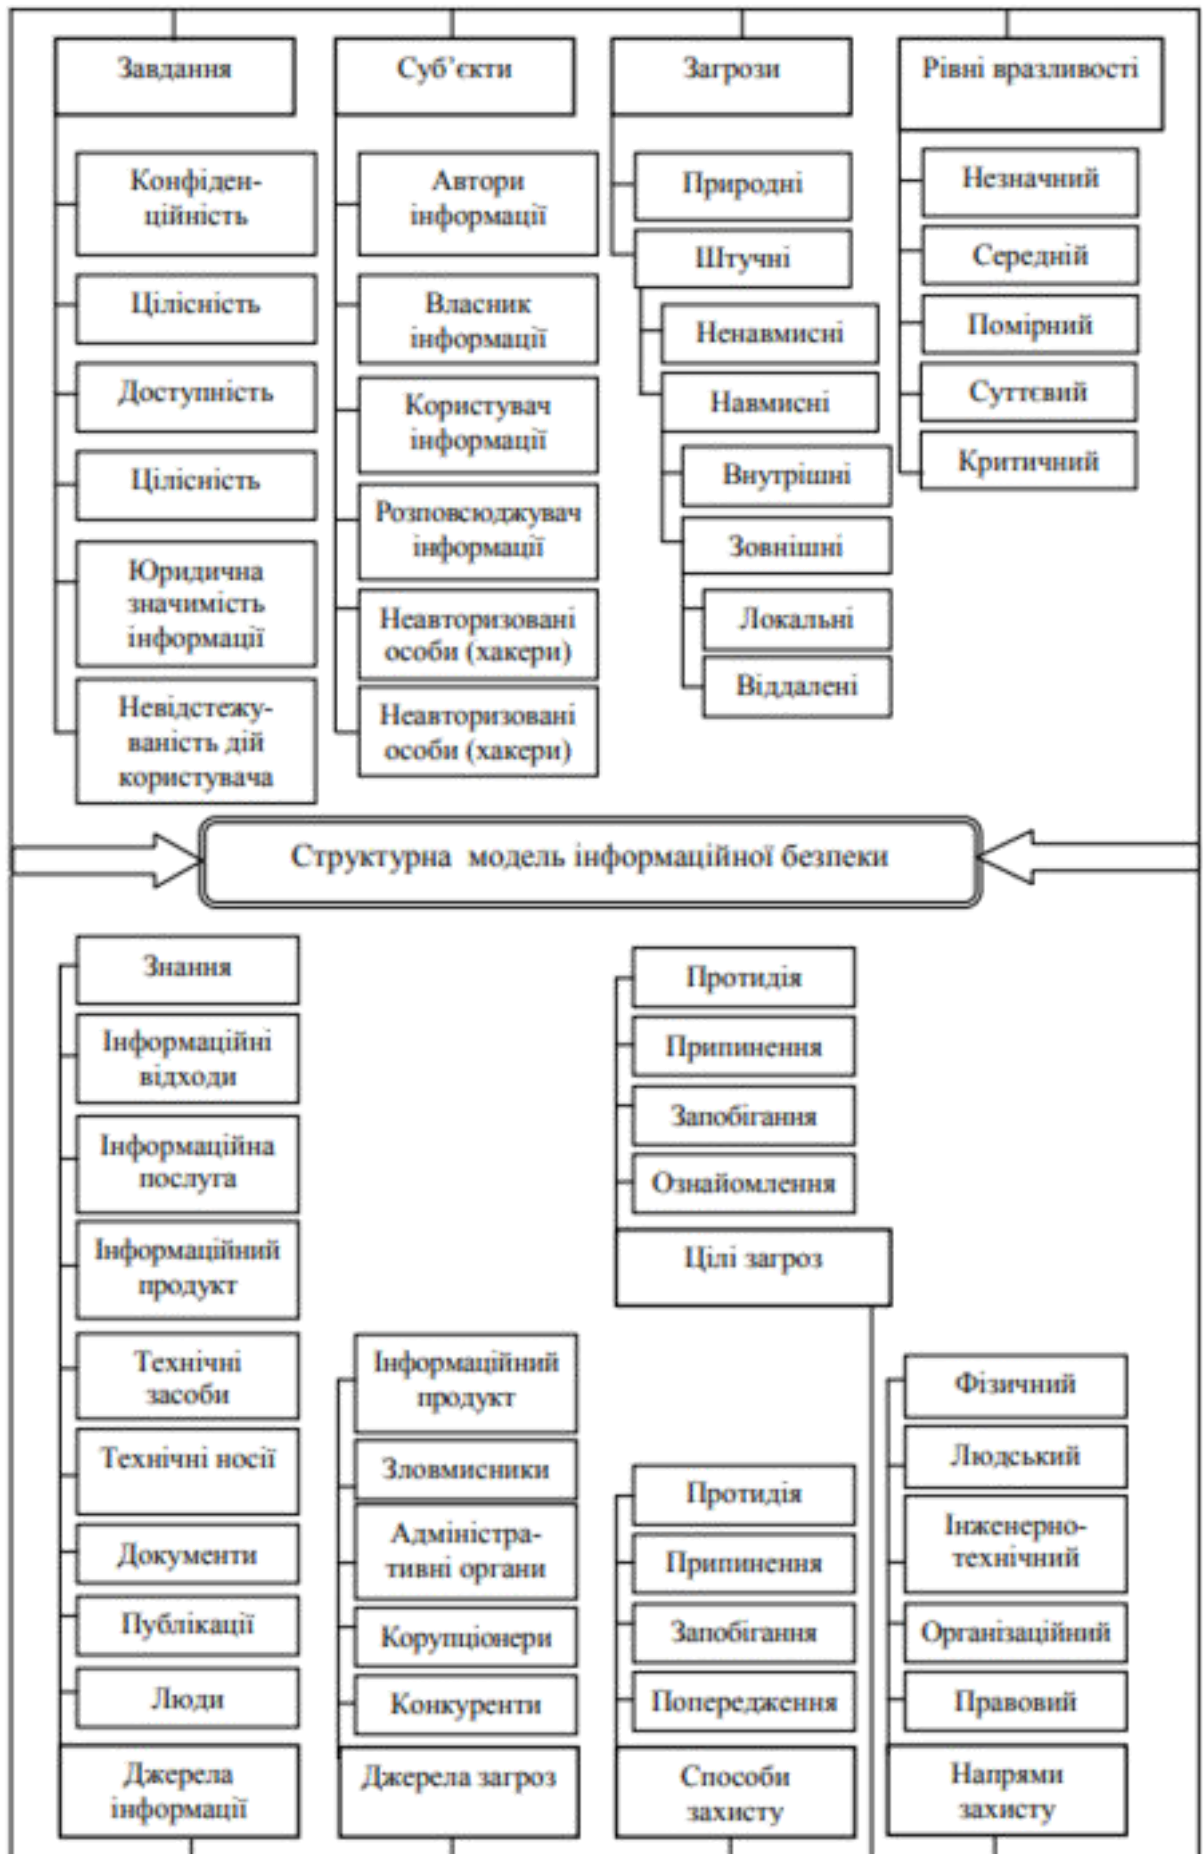 Завдання
Конфіден-
ційність
Цілісність
Доступність
Цілісність
Юридична
значимість
інформації
Невідстежу-
ваність дій
користувача
Суб’єкти
Автори
інформації
Власник
інформації
Користувач
інформації
Розповсюджувач
інформації
Неавторизовані
особи (хакери)
Неавторизовані
особи (хакери)
Загрози
Природні
Штучні
Ненавмисні
Навмисні
Внутрішні
Зовнішні
Локальні
Віддалені
Рівні вразливості
Незначний
Середній
Помірний
Суттєвий
Критичний
Структурна модель інформаційної безпеки
Знання
Інформаційні
відходи
Інформаційна
послуга
Інформаційний
продукт
Технічні
засоби
Технічні носії
Документи
Публікації
Люди
Джерела
інформації
Інформаційний
продукт
Зловмисники
Адміністра-
тивні органи
Корупціонери
Конкуренти
Джерела загроз
Протидія
Припинення
Запобігання
Ознайомлення
Цілі загроз
Протидія
Припинення
Запобігання
Попередження
Способи
захисту
Фізичний
Людський
Інженерно-
технічний
Організаційний
Правовий
Напрями
захисту